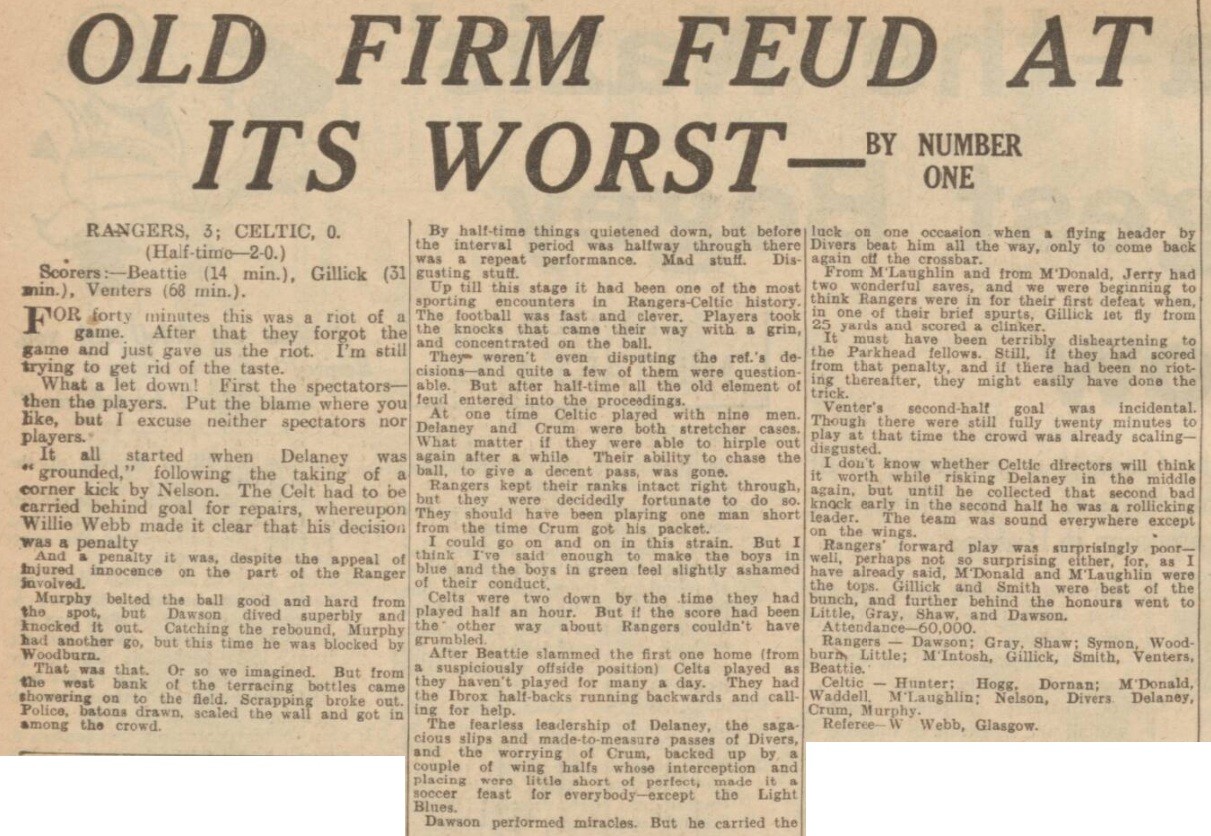 OLD FIRM FEUD AT
ITS WORST—BY NUMBER
ONE
RANGERS, 3; CELTIC, 0.
(Half-time—2-0.)
Scorers:—Beattie (14 min.), Gillick (31
min.), Venters (68 min.).
FOR forty minutes this was a riot of a
game. After that they forgot the
game and just gave us the riot. I'm still
trying to get rid of the taste.
What a let down! First the spectators—
then the players. Put the blame where you
like, but I excuse neither spectators nor
players.
It all started when Delaney was
"grounded," following the taking of a
corner kick by Nelson. The Celt had to be
carried behind goal for repairs, whereupon
Willie Webb made it clear that his decision
was a penalty
And a penalty it was, despite the appeal of
injured innocence on the part of the Ranger
involved.
Murphy belted the ball good and hard from
the spot, but Dawson dived superbly and
knocked it out. Catching the rebound, Murphy
had another go, but this time he was blocked by
Woodburn.
That was that. Or so we imagined. But from
the west bank of the terracing bottles came
showering on to the field. Scrapping broke out.
Police, batons drawn, scaled the wall and got in
among the crowd.
By half-time things quietened down, but before
the interval period was halfway through there
was a repeat performance. Mad stuff. Dis-
gusting stuff.
Up till this stage it had been one of the most
sporting encounters in Rangers-Celtic history.
The football was fast and clever. Players took
the knocks that came their way with a grin,
and concentrated on the ball.
They weren't even disputing the ref.'s de-
cisions—and quite a few of them were question-
able. But after half-time all the old element of
feud entered into the proceedings.
At one time Celtic played with nine men.
Delaney and Crum were both stretcher cases.
What matter if they were able to hirple out
again after a while Their ability to chase the
ball, to give a decent pass, was gone.
Rangers kept their ranks intact right through,
but they were decidedly fortunate to do so.
They should have been playing one man short
from the time Crum got his packet.
I could go on and on in this strain. But I
think I've said enough to make the boys in
blue and the boys in green feel slightly ashamed
of their conduct.
Celts were two down by the time they had
played half an hour. But if the score had been
the other way about Rangers couldn't have
grumbled.
After Beattie slammed the first one home (from
a suspiciously offside position) Celts played as
they haven't played for many a day. They had
the Ibrox half-backs running backwards and call-
ing for help.
The fearless leadership of Delaney, the saga-
cious slips and made-to-measure passes of Divers,
and the worrying of Crum, backed up by a
couple of wing halfs whose interception and
placing were little short of perfect, made it a
soccer feast for everybody—except the Light
Blues.
Dawson performed miracles. But he carried the
luck on one occasion when a flying header by
Divers beat him all the way, only to come back
again off the crossbar.
From M'Laughlin and from M'Donald, Jerry had
two wonderful saves, and we were beginning to
think Rangers were in for their first defeat when,
in one of their brief spurts, Gillick let fly from
25 yards and scored a clinker.
It must have been terribly disheartening to
the Parkhead fellows. Still, if they had scored
from that penalty, and if there had been no riot-
ing thereafter, they might easily have done the
trick.
Venter's second-half goal was incidental.
Though there were still fully twenty minutes to
play at that time the crowd was already scaling—
disgusted.
I don't know whether Celtic directors will think
it worth while risking Delaney in the middle
again, but until he collected that second bad
knock early in the second half he was a rollicking
leader. The team was sound everywhere except
on the wings.
Rangers' forward play was surprisingly poor—
well, perhaps not so surprising either, for, as I
have already said, M'Donald and M'Laughlin were
the tops. Gillick and Smith were best of the
bunch, and further behind the honours went to
Little, Gray, Shaw, and Dawson.
Attendance—60,000.
Rangers — Dawson; Gray, Shaw; Symon, Wood-
burn, Little; M'Intosh, Gillick, Smith, Venters,
Beattie.
Celtic — Hunter; Hogg, Dornan; M'Donald,
Waddell, M'Laughlin; Nelson, Divers Delaney,
Crum, Murphy.
Referee—W Webb, Glasgow.